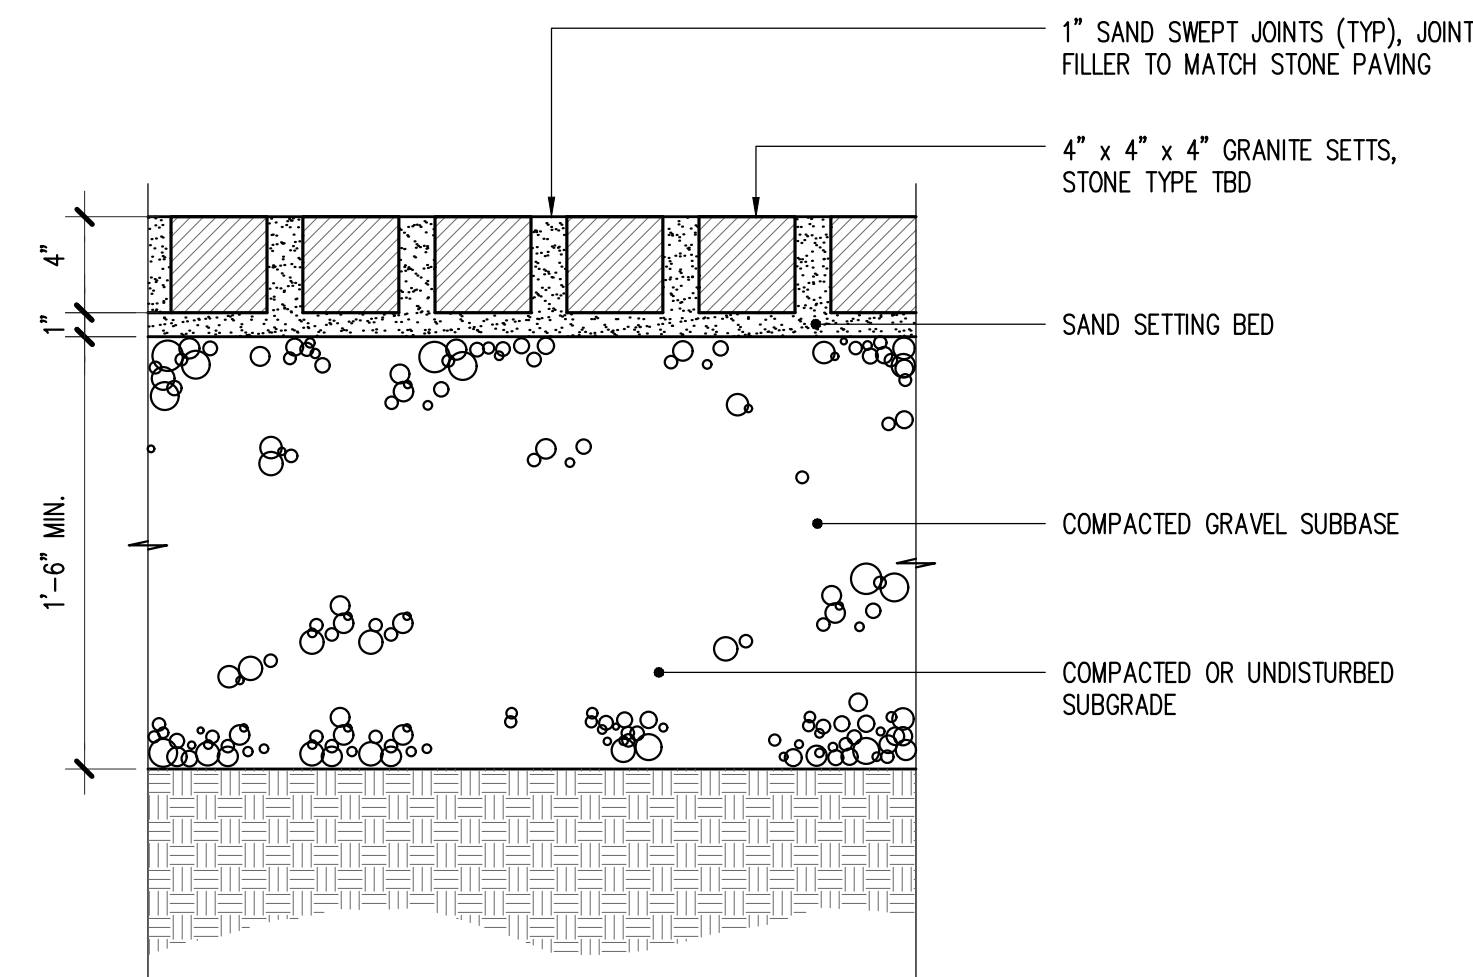 1” SAND SWEPT JOINTS (TYP), JOINT
FILLER TO MATCH STONE PAVING
4” x 4” x 4” GRANITE SETTS,
STONE TYPE TBD
4”
1”
SAND SETTING BED
1’-6” MIN.
COMPACTED GRAVEL SUBBASE
COMPACTED OR UNDISTURBED
SUBGRADE